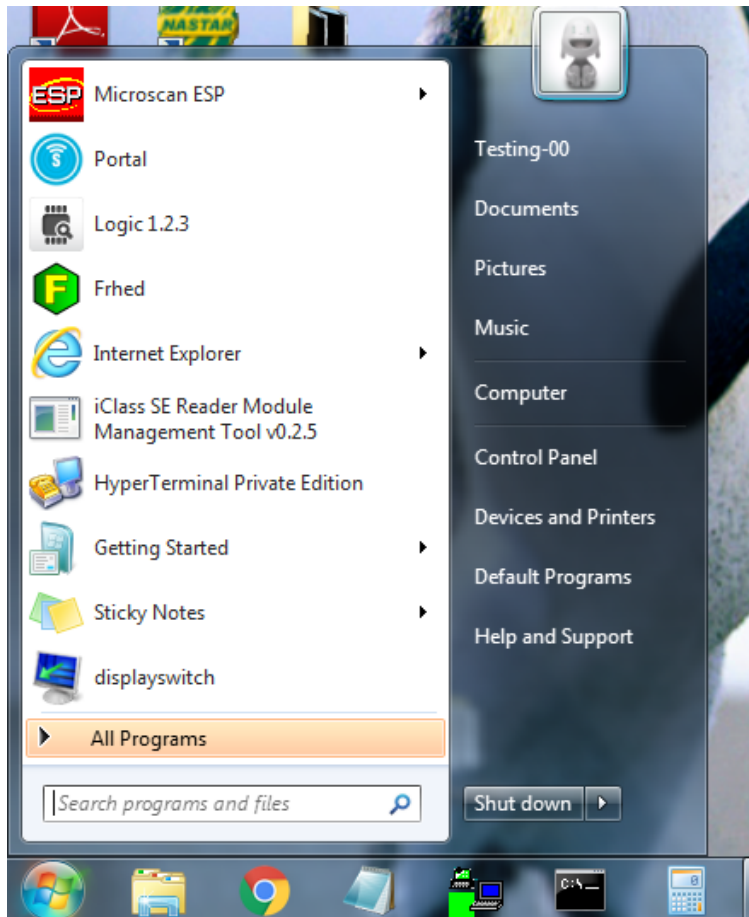 NASTAR
ESP
Microscan ESP
S
Portal
Logic 1.2.3
F
Frhed
Internet Explorer
iClass SE Reader Module
Management Tool v0.2.5
HyperTerminal Private Edition
Getting Started
Sticky Notes
displayswitch
All Programs
Search programs and files
Testing-00
Documents
Pictures
Music
Computer
Control Panel
Devices and Printers
Default Programs
Help and Support
Shut down
C:\_
0